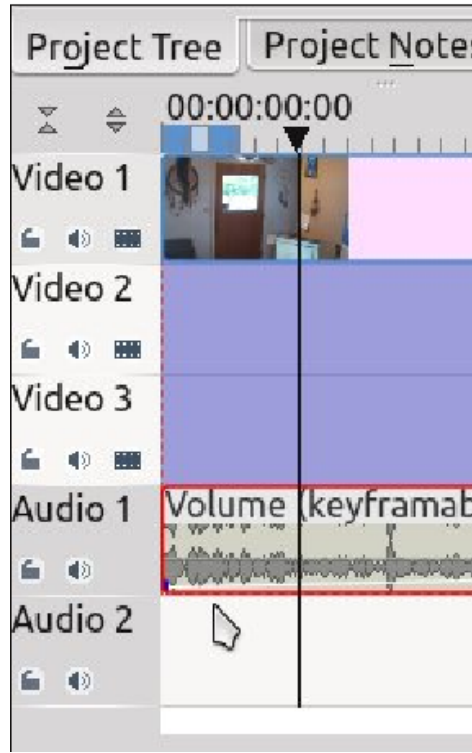 Project Tree Project Notes
00:00:00:00
Video 1
Video 2
Video 3
Audio 1 Volume (keyframab
Audio 2